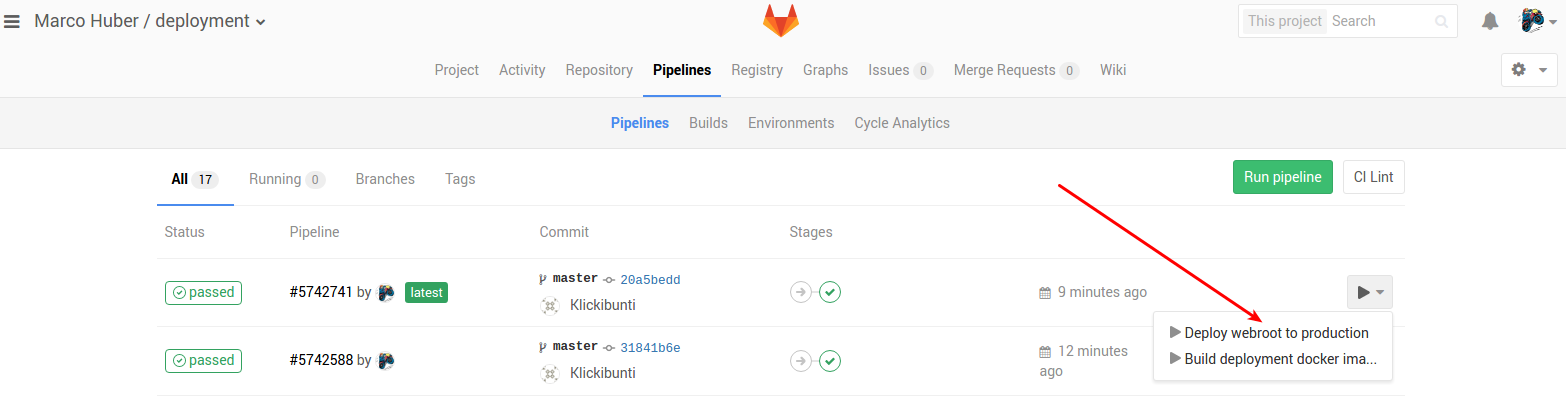 Marco Huber / deployment
This project Search
Project Activity Repository Pipelines Registry Graphs Issues 0 Merge Requests 0 Wiki
Pipelines Builds Environments Cycle Analytics
All 17 Running 0 Branches Tags
Run pipeline CI Lint
Status Pipeline Commit Stages
passed #5742741 by latest master 20a5bedd 9 minutes ago
Klickibunti
Deploy webroot to production
Build deployment docker ima...
passed #5742588 by master 31841b6e 12 minutes
ago
Klickibunti